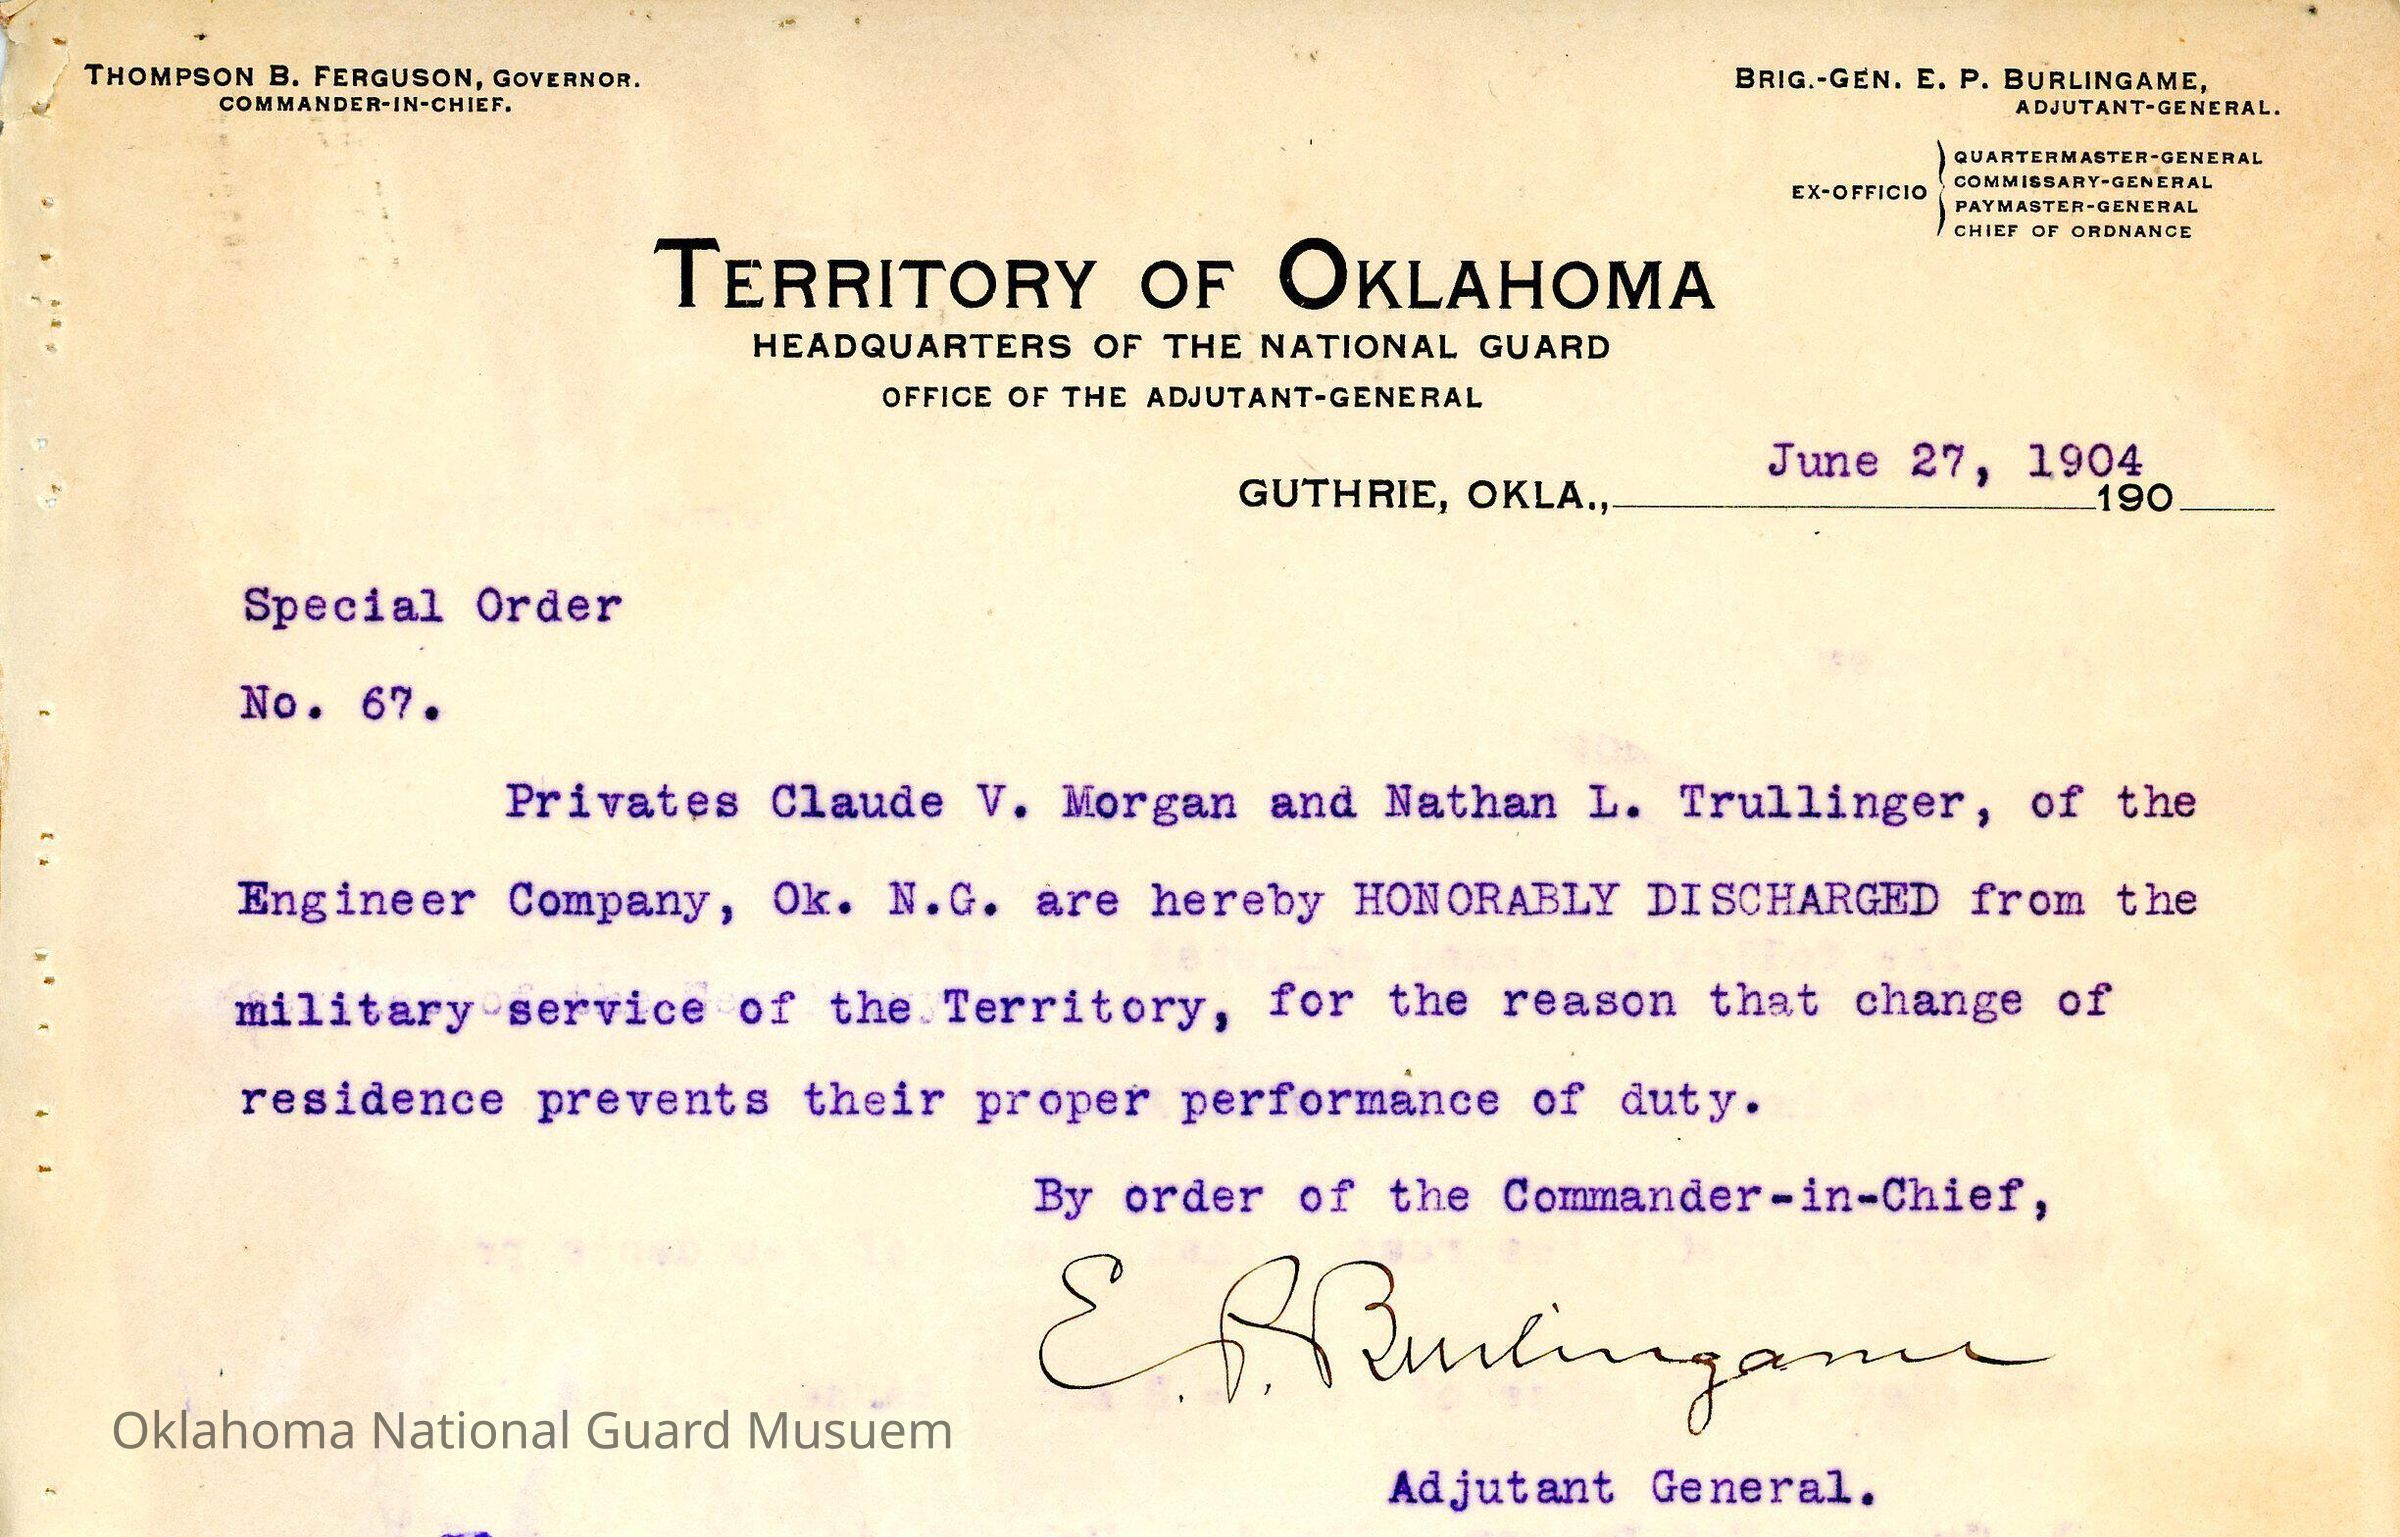 THOMPSON B. FERGUSON, GOVERNOR.
COMMANDER-IN-CHIEF.
BRIG.-GEN. E. P. BURLINGAME,
ADJUTANT-GENERAL.
EX-OFFICIO
QUARTERMASTER-GENERAL
COMMISSARY-GENERAL
PAYMASTER-GENERAL
CHIEF OF ORDNANCE
TERRITORY OF OKLAHOMA
HEADQUARTERS OF THE NATIONAL GUARD
OFFICE OF THE ADJUTANT-GENERAL
June 27, 1904
GUTHRIE, OKLA., 190
Special Order
No. 67.
Privates Claude V. Morgan and Nathan L. Trullinger, of the
Engineer Company, Ok. N.G. are hereby HONORABLY DISCHARGED from the
military service of the Territory, for the reason that change of
residence prevents their proper performance of duty.
By order of the Commander-in-Chief,
E. P. Burlingame
Oklahoma National Guard Musuem
Adjutant General.